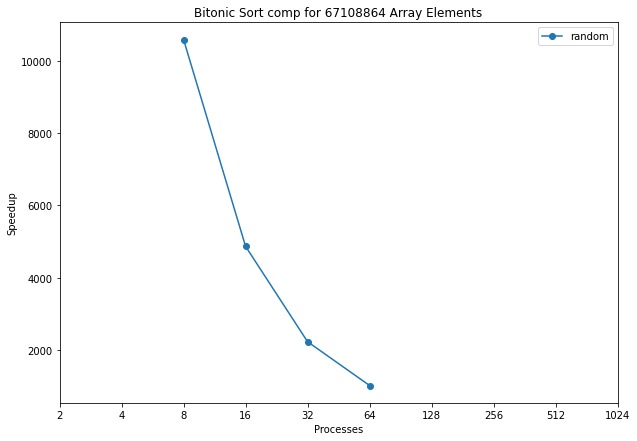 Bitonic Sort comp for 67108864 Array Elements
random
10000
8000
6000
4000
2000
Speedup
2 4 8 16 32 64 128 256 512 1024
Processes